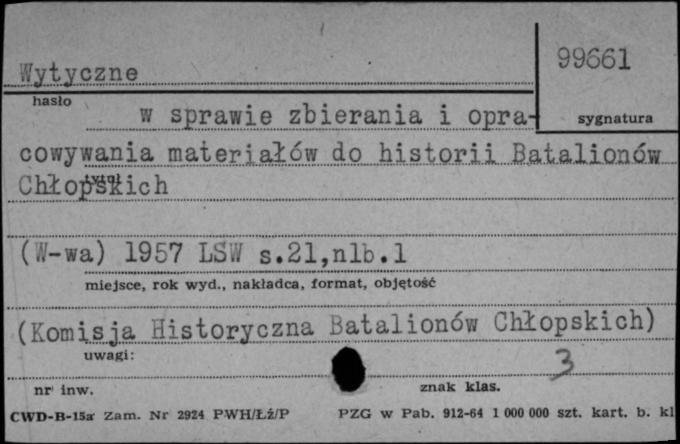 99661
Wytyczne
hasło
sygnatura
w sprawie zbierania i opra-
cowywania materiałów do historii Batalionów
tytuł
Chłopskich
(W-wa) 1957 LSW s.21,nlb.1
miejsce, rok wyd., nakładca, format, objętość
(Komisja Historyczna Batalionów Chłopskich)
uwagi:
3
nr inw.
znak klas.
CWD-B-15a Zam. Nr 2924 PWH/Łź/P PZG w Pab. 912-64 1 000 000 szt. kart. b. kl